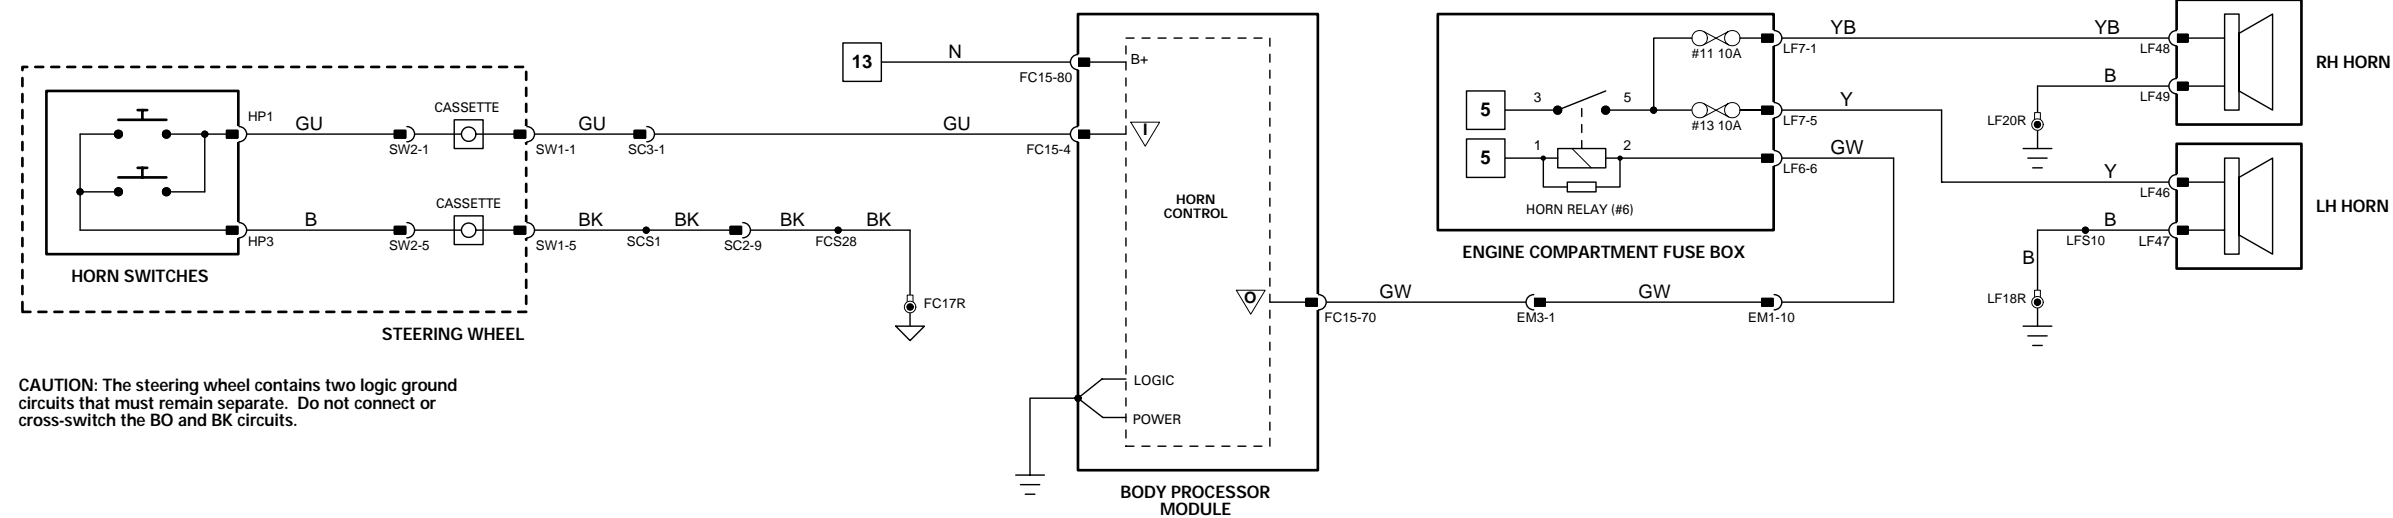 HP1
GU
SW2-1
CASSETTE
SW1-1
GU
SC3-1
GU
FC15-4
HP3
B
SW2-5
CASSETTE
SW1-5
BK
SCS1
BK
SC2-9
BK
FCS28
BK
FC17R
HORN SWITCHES
STEERING WHEEL
CAUTION: The steering wheel contains two logic ground
circuits that must remain separate. Do not connect or
cross-switch the BO and BK circuits.
13
N
FC15-80
B+
I
HORN
CONTROL
O
LOGIC
POWER
BODY PROCESSOR
MODULE
FC15-70
GW
EM3-1
GW
EM1-10
5
3
5
#11 10A
#13 10A
5
1
2
HORN RELAY (#6)
ENGINE COMPARTMENT FUSE BOX
LF7-1
YB
YB
LF48
LF7-5
Y
LF6-6
GW
B
LF49
LF20R
RH HORN
Y
LF46
B
LFS10
LF47
B
LF18R
LH HORN